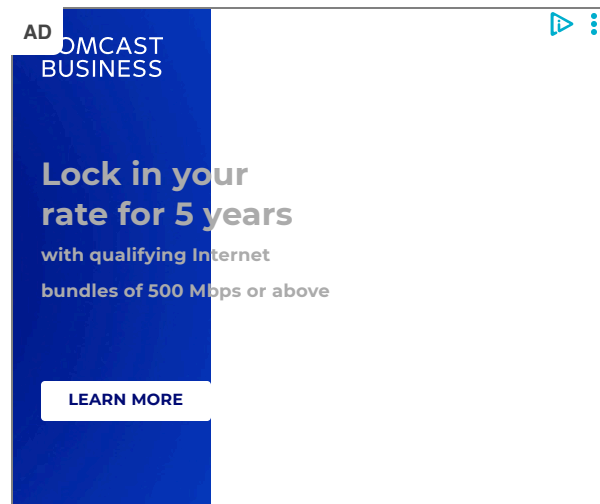 AD
COMCAST
BUSINESS
Lock in your
rate for 5 years
with qualifying Internet
bundles of 500 Mbps or above
LEARN MORE